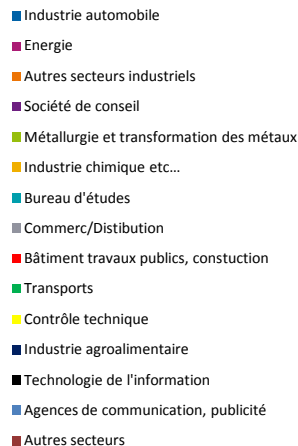 Industrie automobile
Energie
Autres secteurs industriels
Société de conseil
Métallurgie et transformation des métaux
Industrie chimique etc…
Bureau d'études
Commerc/Distibution
Bâtiment travaux publics, constuction
Transports
Contrôle technique
Industrie agroalimentaire
Technologie de l'information
Agences de communication, publicité
Autres secteurs